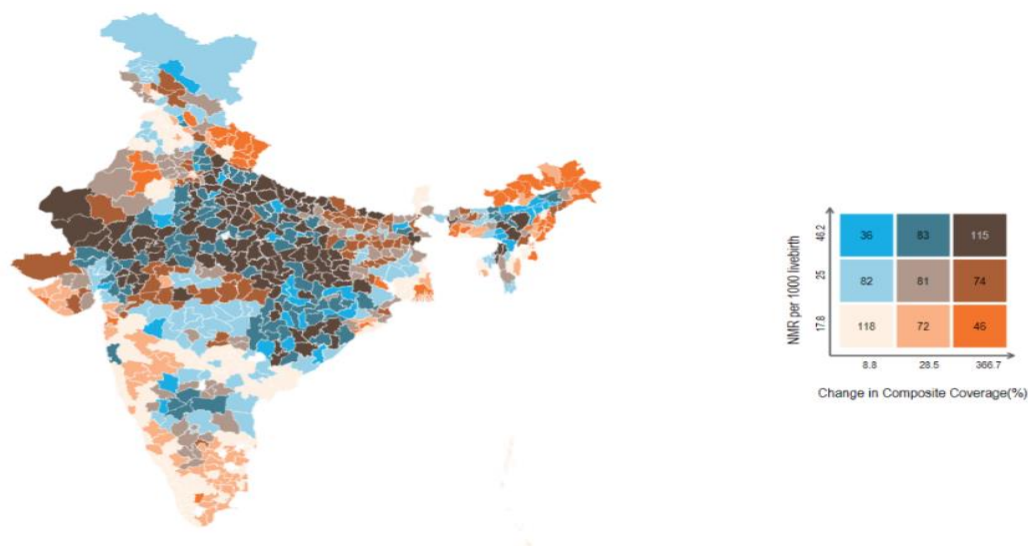 46.2
36 83 115
25
82 81 74
17.8
118 72 46
NMR per 1000 livebirth
8.8 28.5 366.7
Change in Composite Coverage(%)